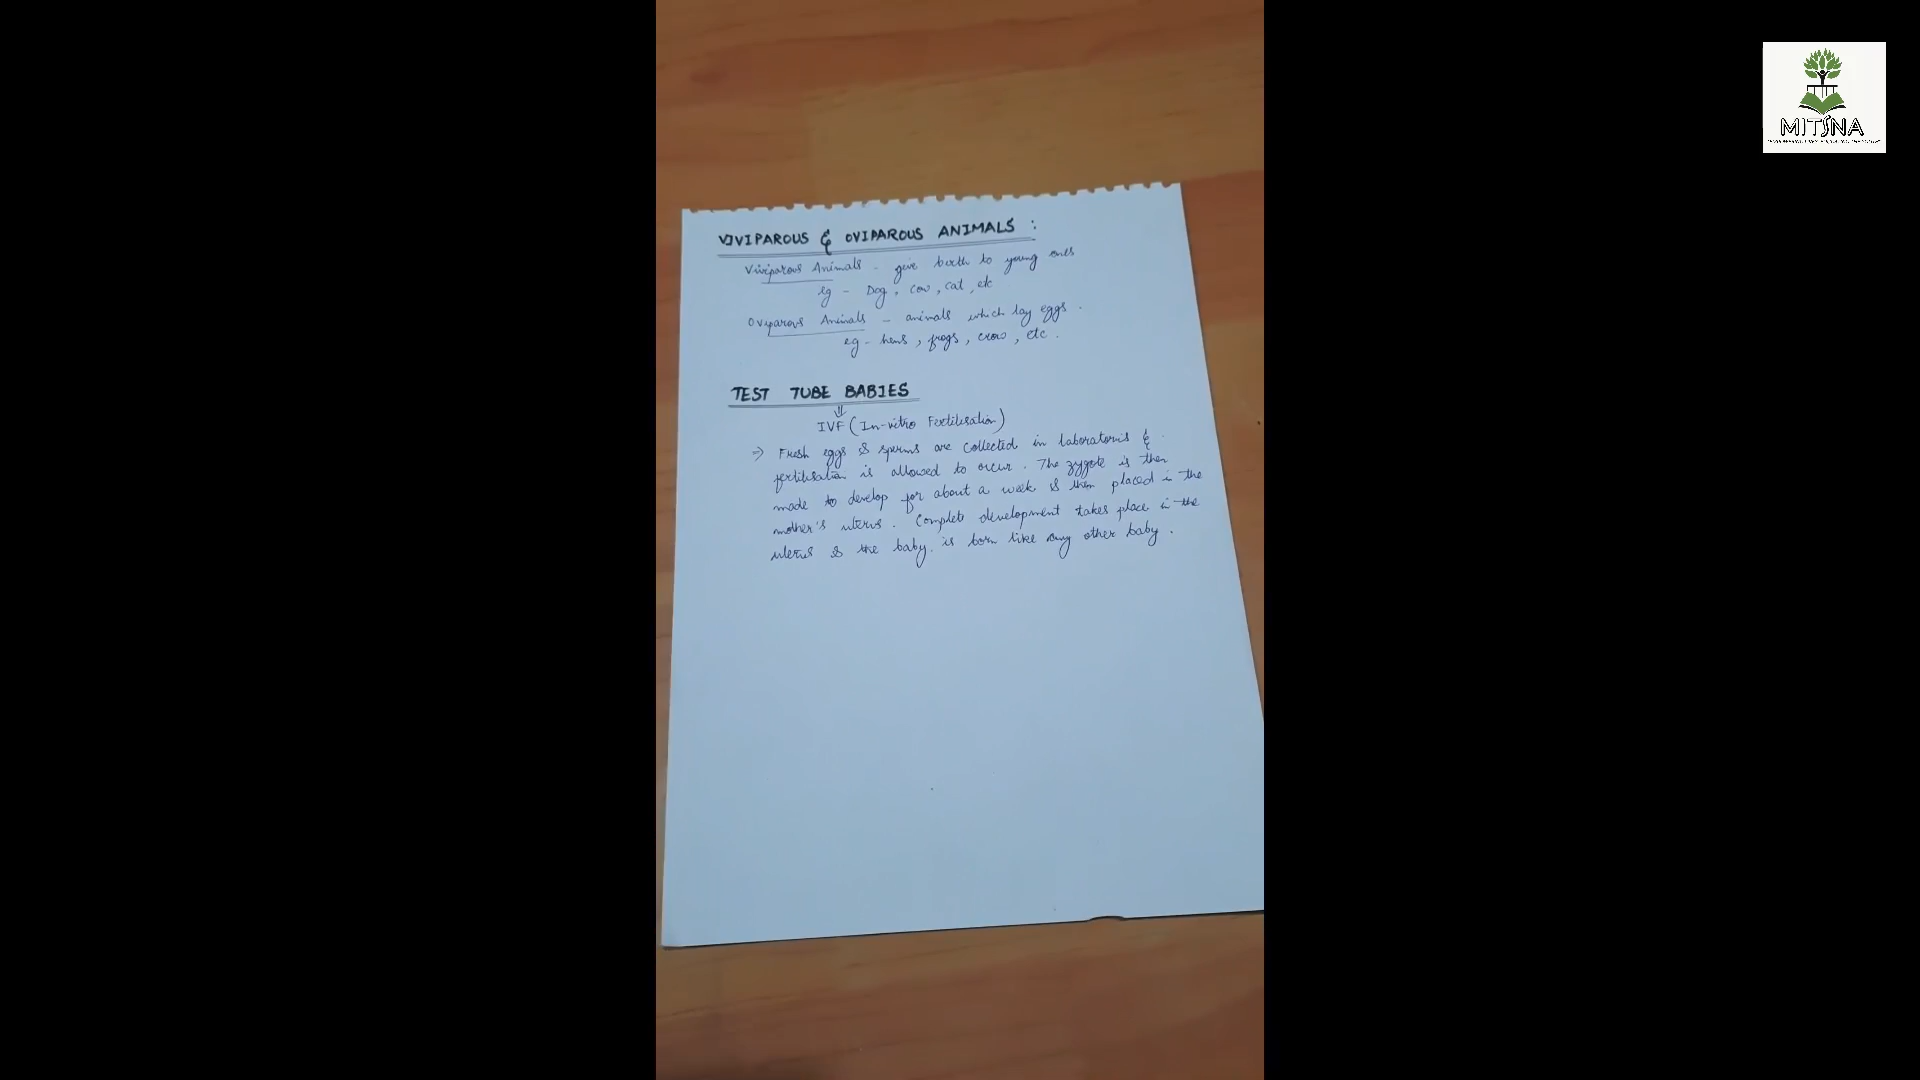 VIVIPAROUS & OVIPAROUS ANIMALS :
Viviparous Animals - give birth to young ones
eg - Dog, cow, cat, etc
Oviparous Animals - animals which lay eggs.
eg - hens, frogs, crow, etc.
TEST TUBE BABIES
⇓
IVF (In-vitro Fertilisation)
⇒ Fresh eggs & sperms are collected in laboratoris &
fertilisation is allowed to occur. The zygote is then
made to develop for about a week & then placed in the
mother's uterus. Complete development takes place in the
uterus & the baby is born like any other baby.
MITSNA